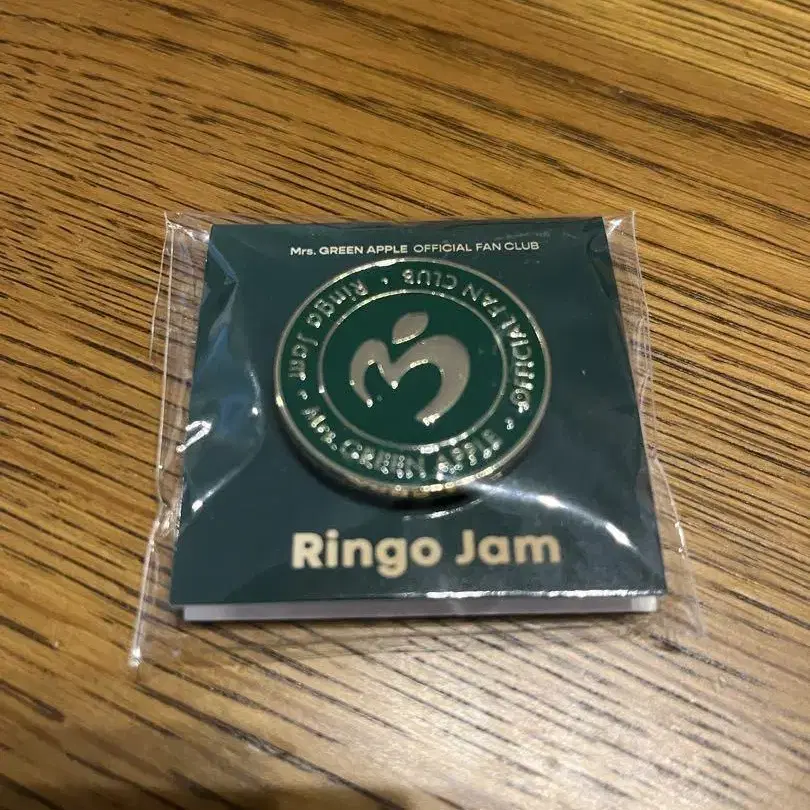 Mrs. GREEN APPLE OFFICIAL FAN CLUB
Ringo Jam • Mrs. GREEN APPLE • OFFICIAL FAN CLUB •
Ringo Jam